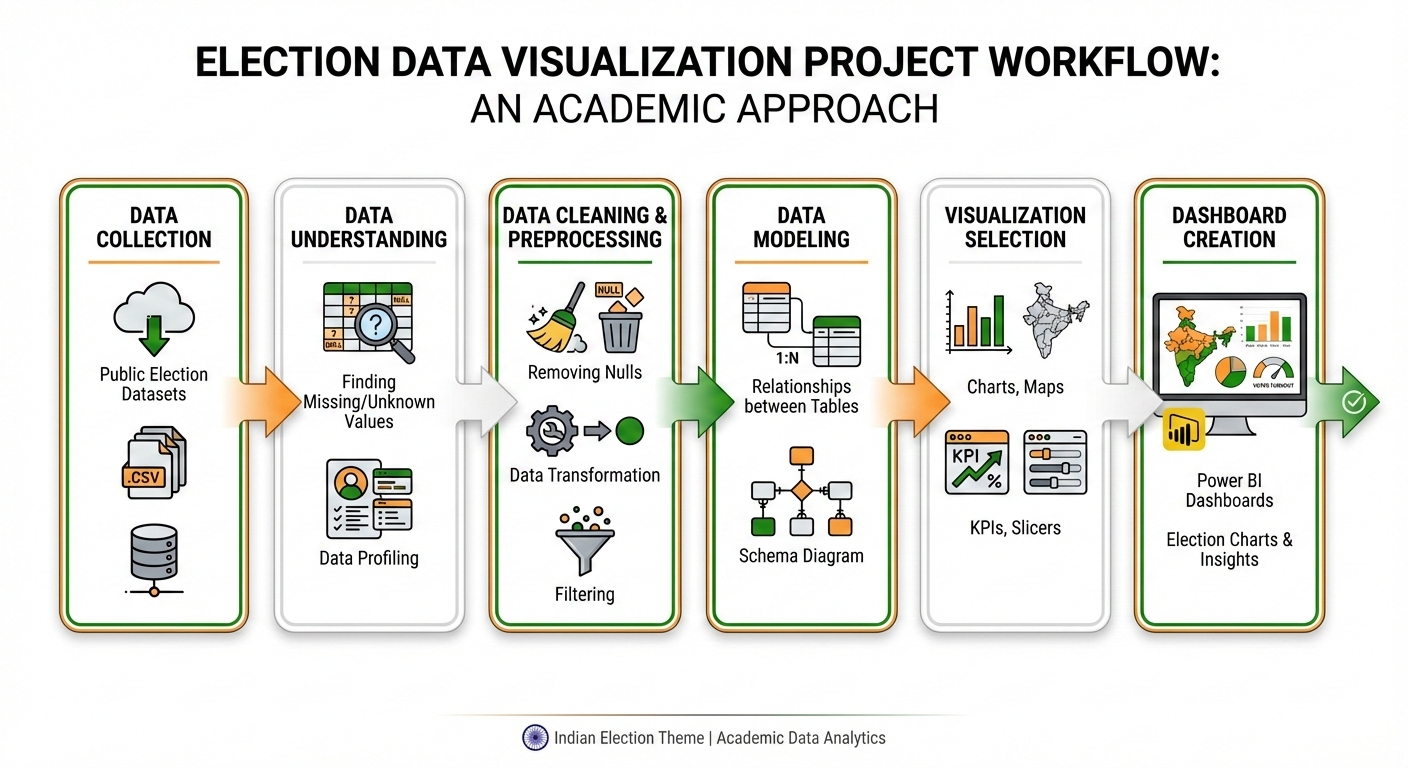 ELECTION DATA VISUALIZATION PROJECT WORKFLOW:
AN ACADEMIC APPROACH
DATA
COLLECTION
Public Election
Datasets
.CSV
DATA
UNDERSTANDING
?
?
NULL
?
?
Finding
Missing/Unknown
Values
Data Profiling
DATA CLEANING &
PREPROCESSING
NULL
Removing Nulls
Data Transformation
Filtering
DATA
MODELING
1:N
Relationships
between Tables
Schema Diagram
VISUALIZATION
SELECTION
Charts, Maps
KPI
%
KPIs, Slicers
DASHBOARD
CREATION
Power BI
Dashboards
Election Charts &
Insights
Indian Election Theme | Academic Data Analytics